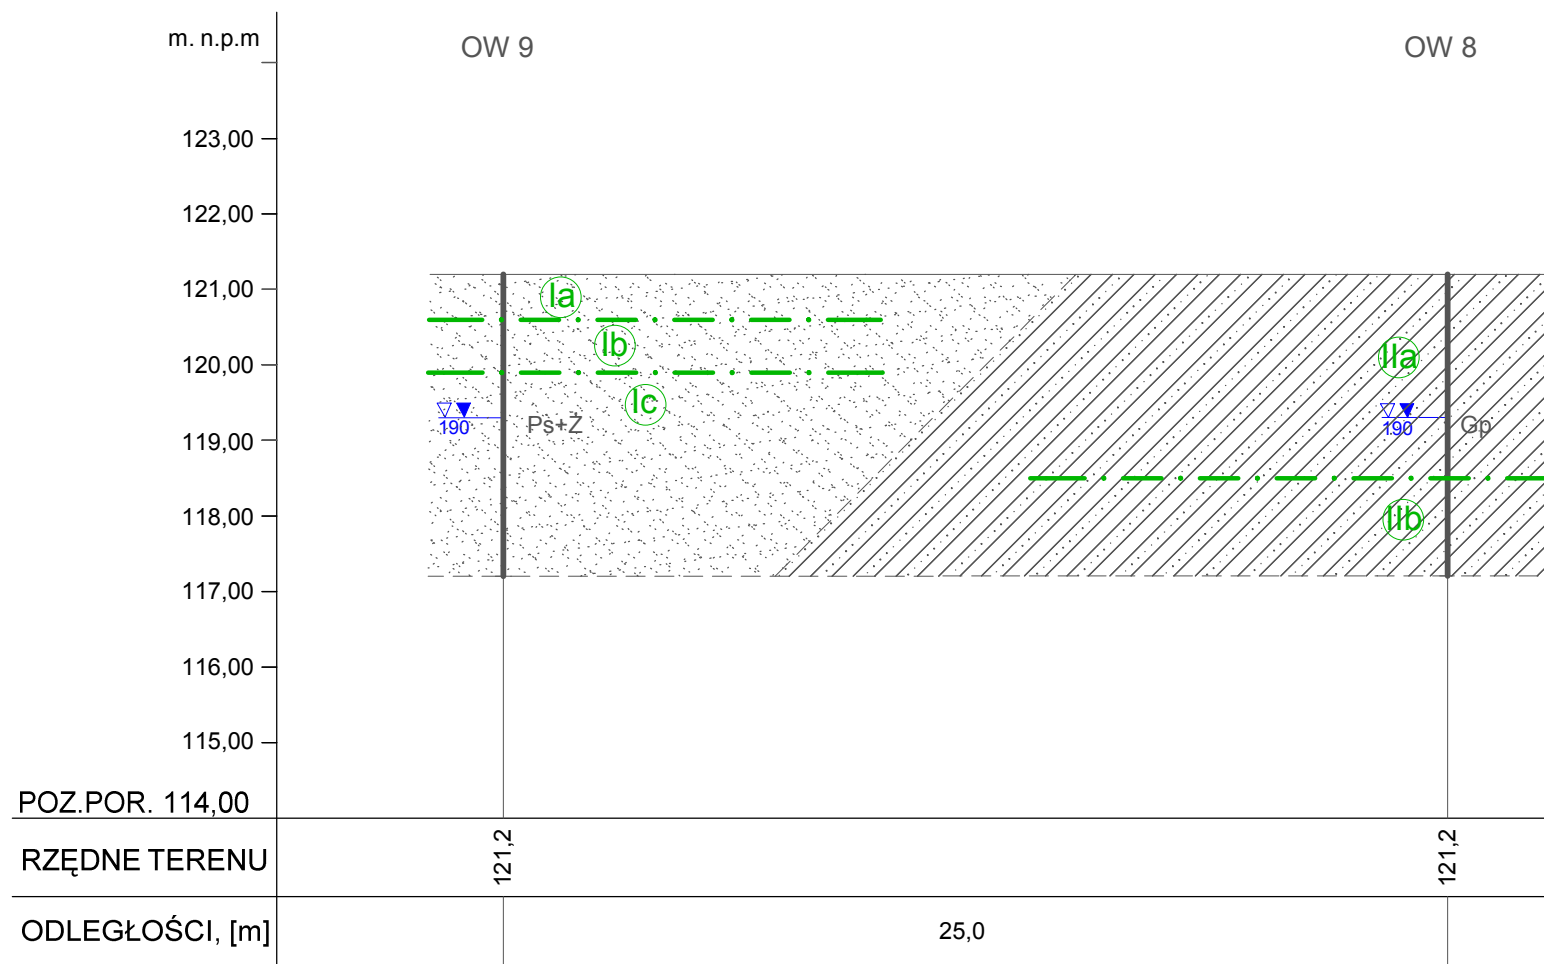 m. n.p.m
OW 9
OW 8
123,00
122,00
121,00
Ia
120,00
Ib
IIa
Ic
119,00
190
Ps+Ż
190
Gp
118,00
IIb
117,00
116,00
115,00
POZ.POR. 114,00
RZĘDNE TERENU
121,2
121,2
ODLEGŁOŚCI, [m]
25,0